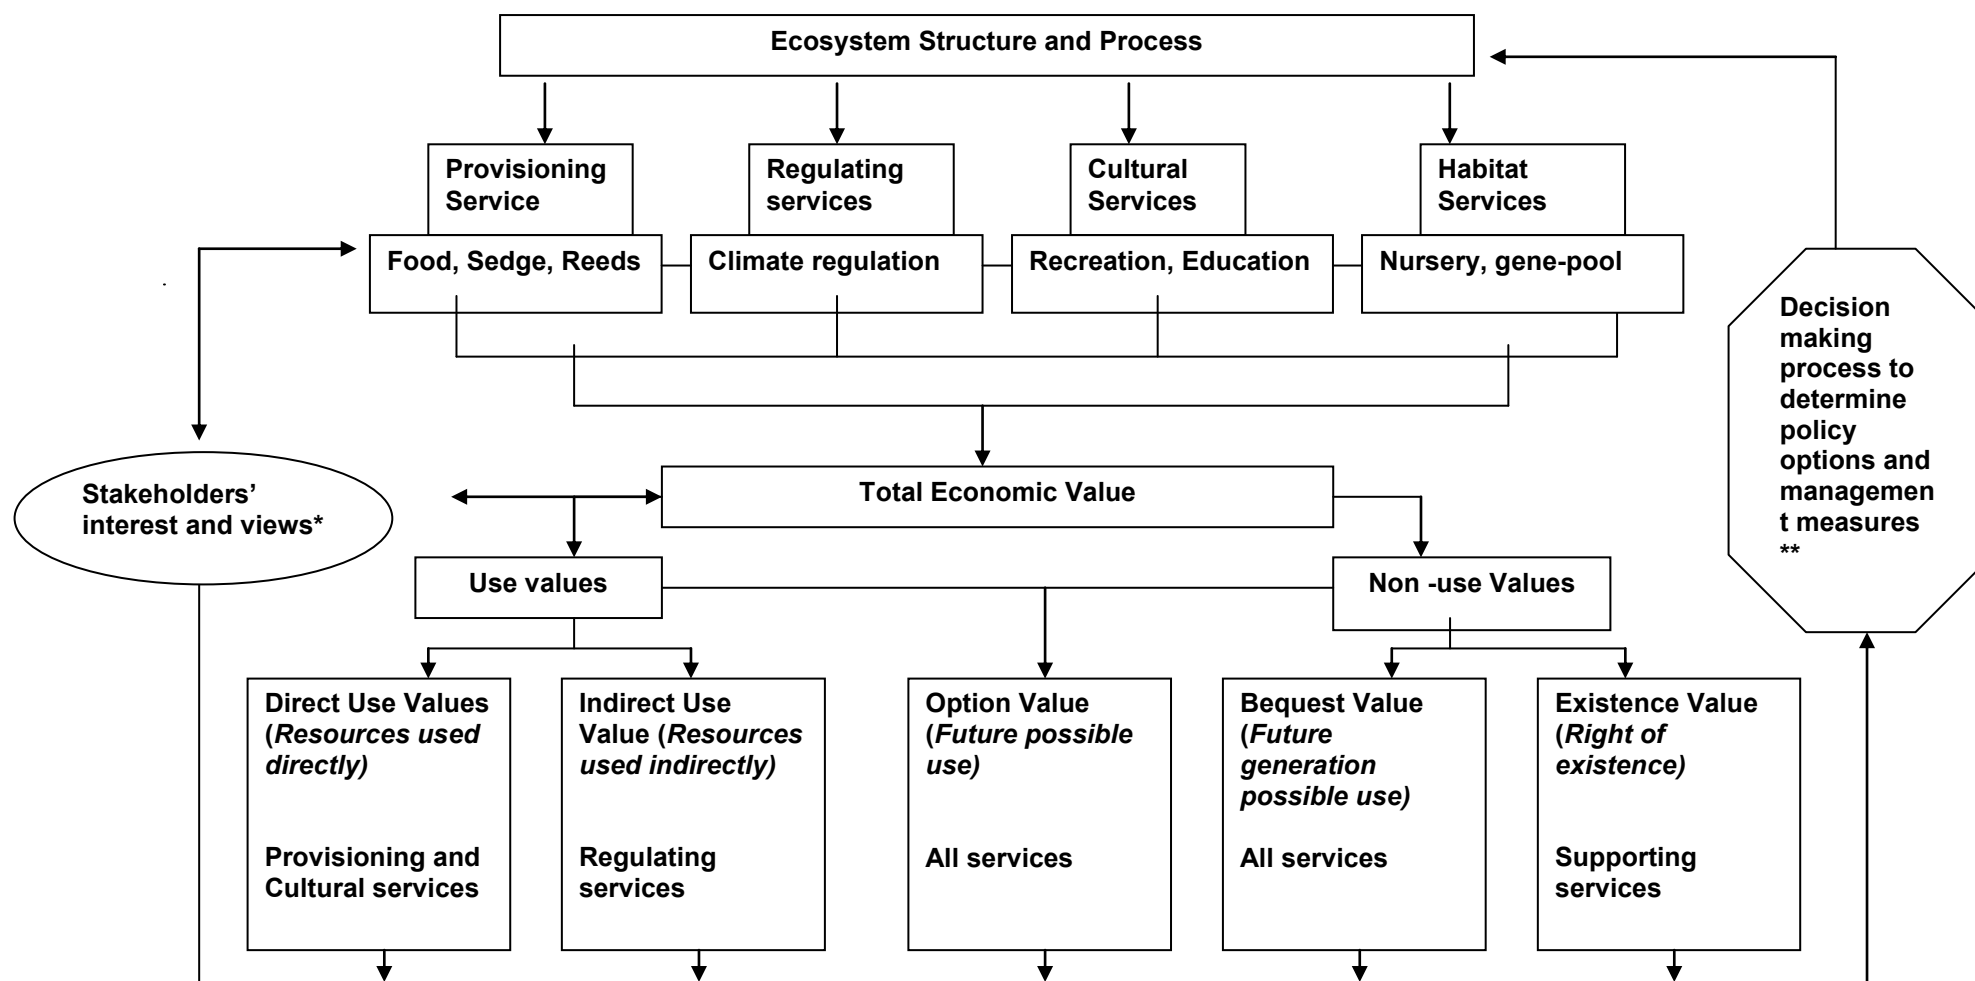 Ecosystem Structure and Process
Provisioning
Service
Regulating
services
Cultural
Services
Habitat
Services
Food, Sedge, Reeds
Climate regulation
Recreation, Education
Nursery, gene-pool
Decision
making
process to
determine
policy
options and
managemen
t measures
**
Stakeholders’
interest and views*
Total Economic Value
Use values
Non -use Values
Direct Use Values
(Resources used
directly)
Provisioning and
Cultural services
Indirect Use
Value (Resources
used indirectly)
Regulating
services
Option Value
(Future possible
use)
All services
Bequest Value
(Future
generation
possible use)
All services
Existence Value
(Right of
existence)
Supporting
services